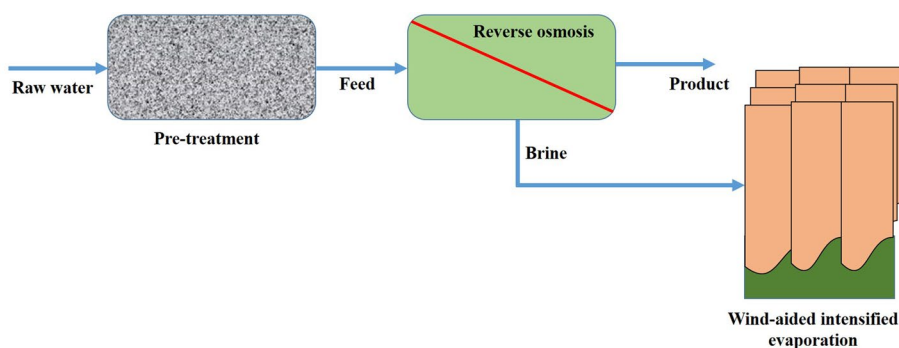 Raw water
Pre-treatment
Feed
Reverse osmosis
Product
Brine
Wind-aided intensified
evaporation